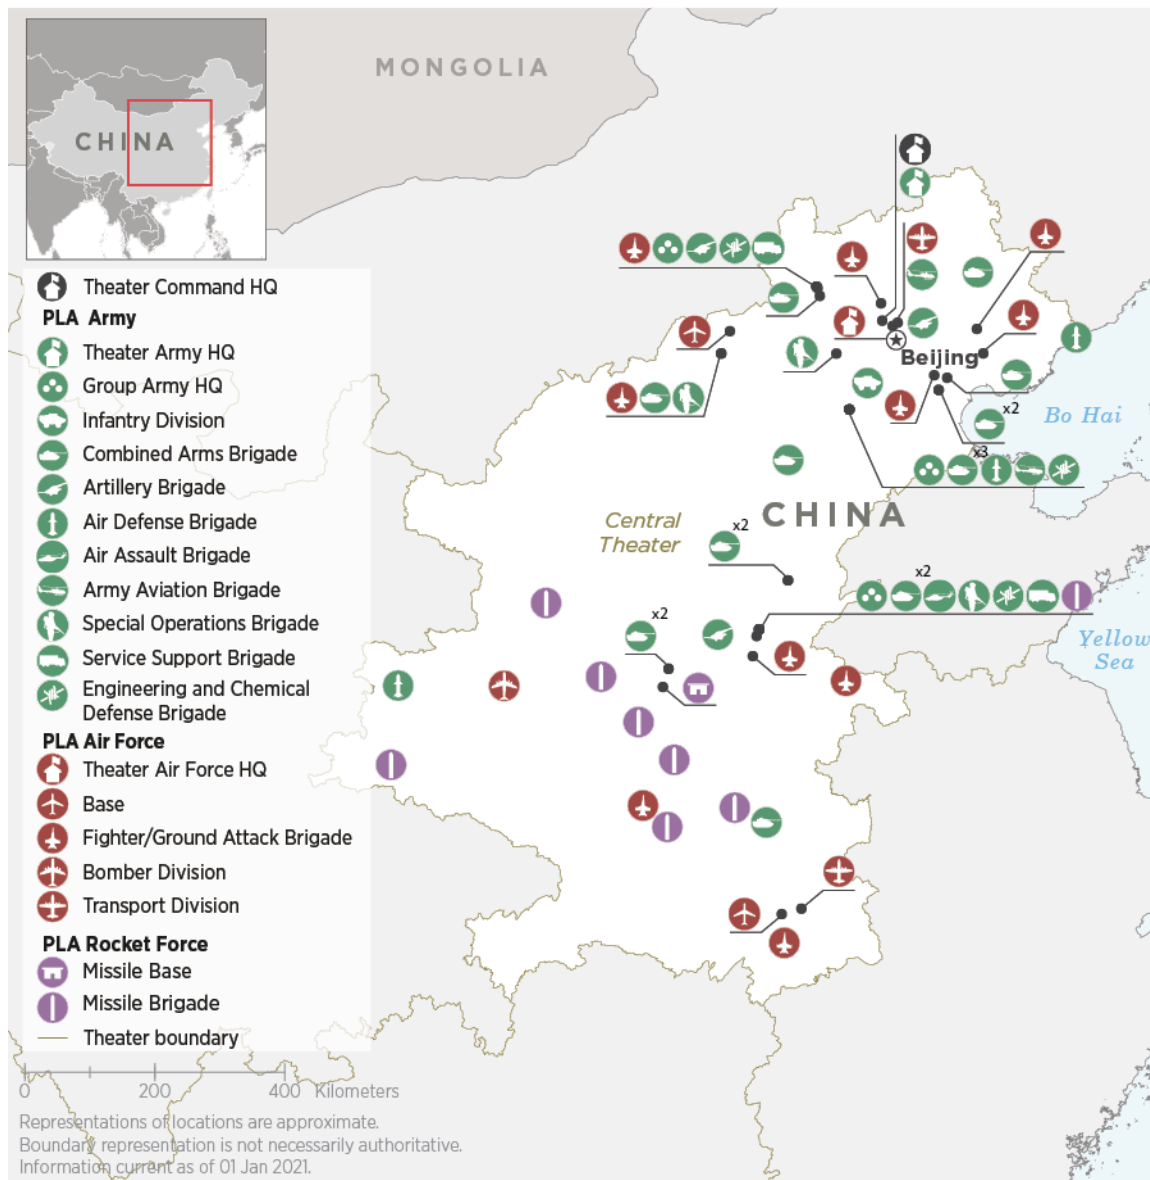 MONGOLIA
CHINA
Theater Command HQ
PLA Army
Theater Army HQ
Group Army HQ
Infantry Division
Combined Arms Brigade
Artillery Brigade
Air Defense Brigade
Air Assault Brigade
Army Aviation Brigade
Special Operations Brigade
Service Support Brigade
Engineering and Chemical
Defense Brigade
PLA Air Force
Theater Air Force HQ
Base
Fighter/Ground Attack Brigade
Bomber Division
Transport Division
PLA Rocket Force
Missile Base
Missile Brigade
Theater boundary
Beijing
x2
Bo Hai
x3
CHINA
Central
Theater
x2
x2
x2
Yellow
Sea
0 200 400 Kilometers
Representations of locations are approximate.
Boundary representation is not necessarily authoritative.
Information current as of 01 Jan 2021.